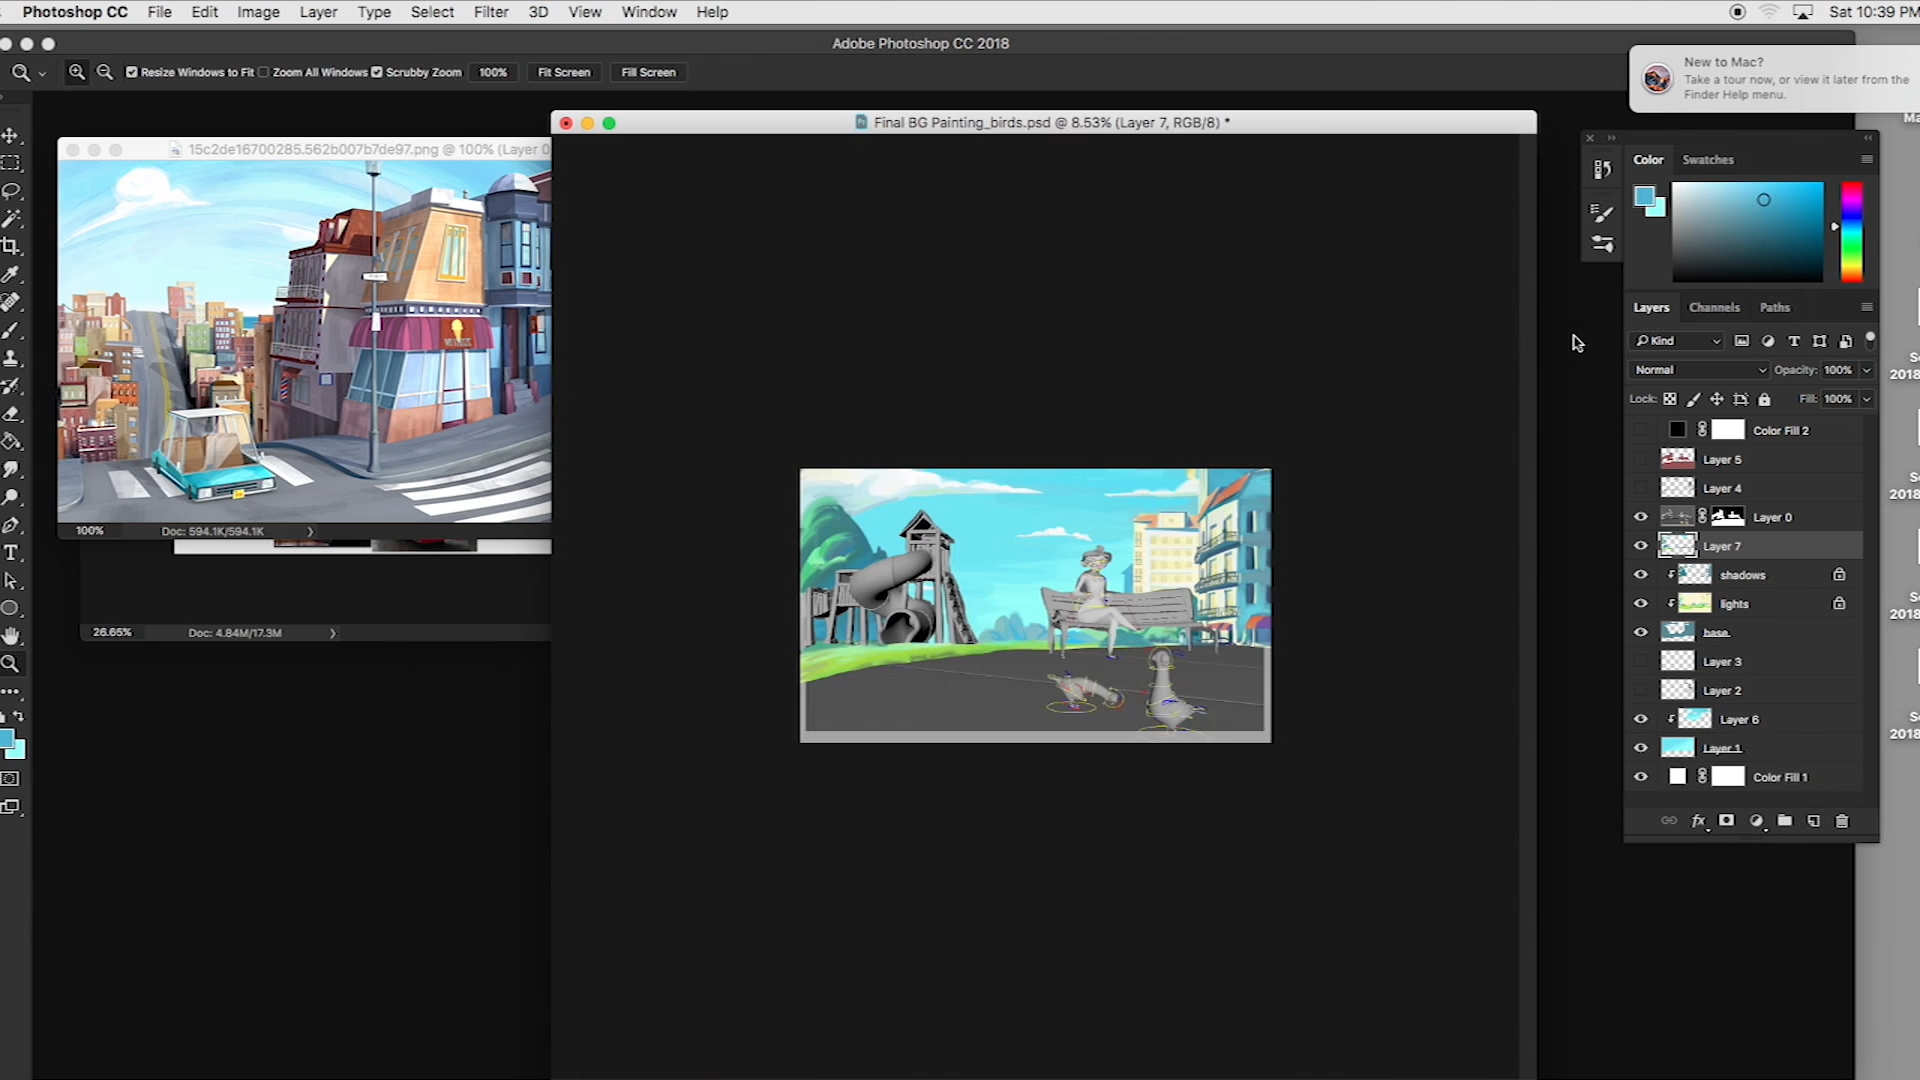 Photoshop CC File Edit Image Layer Type Select Filter 3D View Window Help
Sat 10:39 PM
Adobe Photoshop CC 2018
Resize Windows to Fit Zoom All Windows Scrubby Zoom 100% Fit Screen Fill Screen
New to Mac?
Take a tour now, or view it later from the
Finder Help menu.
Final BG Painting_birds.psd @ 8.53% (Layer 7, RGB/8) *
15c2de16700285.562b007b7de97.png @ 100% (Layer 0
100% Doc: 594.1K/594.1K
26.65% Doc: 4.84M/17.3M
Color Swatches
Layers Channels Paths
Kind
Normal Opacity: 100%
Lock: Fill: 100%
Color Fill 2
Layer 5
Layer 4
Layer 0
Layer 7
shadows
lights
base
Layer 3
Layer 2
Layer 6
Layer 1
Color Fill 1
2018
2018
2018
2018